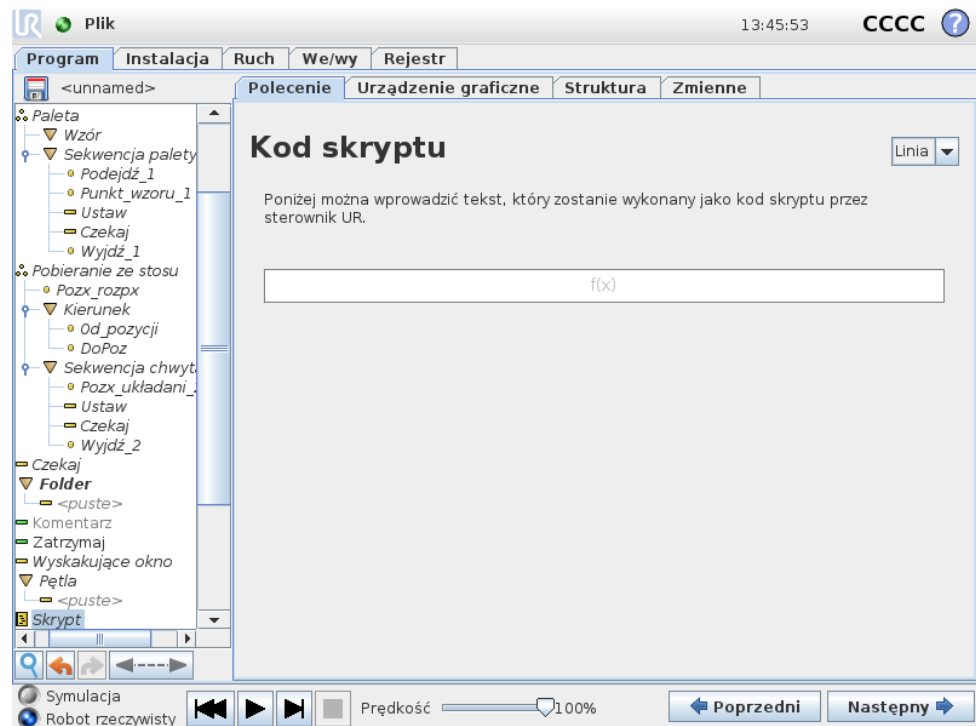 UR Plik 13:45:53 CCCC ?
Program Instalacja Ruch We/wy Rejestr
<unnamed>
Polecenie Urządzenie graficzne Struktura Zmienne
Paleta
Wzór
Sekwencja palety
Podejdź_1
Punkt_wzoru_1
Ustaw
Czekaj
Wyjdź_1
Pobieranie ze stosu
Pozx_rozpx
Kierunek
Od_pozycji
DoPoz
Sekwencja chwyt
Pozx_układani_
Ustaw
Czekaj
Wyjdź_2
Czekaj
Folder
<puste>
Komentarz
Zatrzymaj
Wyskakujące okno
Pętla
<puste>
Skrypt
Kod skryptu
Linia
Poniżej można wprowadzić tekst, który zostanie wykonany jako kod skryptu przez
sterownik UR.
f(x)
Symulacja
Robot rzeczywisty
Prędkość 100%
Poprzedni Następny